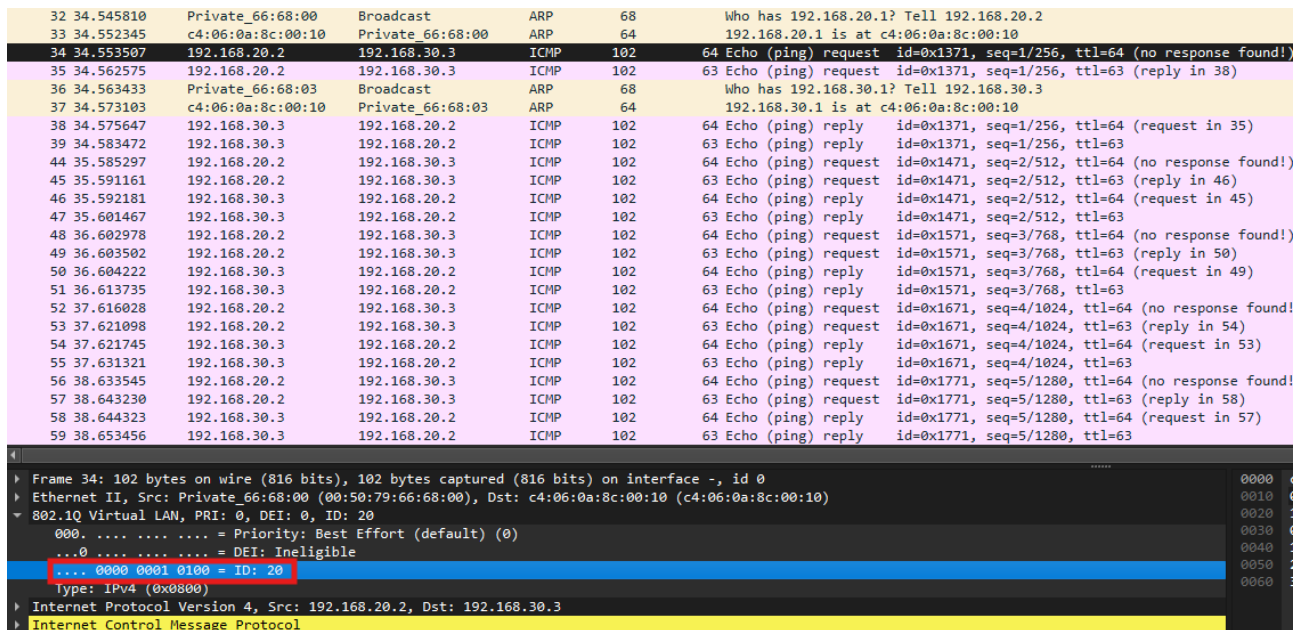 32 34.545810 Private_66:68:00 Broadcast ARP 68 Who has 192.168.20.1? Tell 192.168.20.2
33 34.552345 c4:06:0a:8c:00:10 Private_66:68:00 ARP 64 192.168.20.1 is at c4:06:0a:8c:00:10
34 34.553507 192.168.20.2 192.168.30.3 ICMP 102 64 Echo (ping) request id=0x1371, seq=1/256, ttl=64 (no response found!)
35 34.562575 192.168.20.2 192.168.30.3 ICMP 102 63 Echo (ping) request id=0x1371, seq=1/256, ttl=63 (reply in 38)
36 34.563433 Private_66:68:03 Broadcast ARP 68 Who has 192.168.30.1? Tell 192.168.30.3
37 34.573103 c4:06:0a:8c:00:10 Private_66:68:03 ARP 64 192.168.30.1 is at c4:06:0a:8c:00:10
38 34.575647 192.168.30.3 192.168.20.2 ICMP 102 64 Echo (ping) reply id=0x1371, seq=1/256, ttl=64 (request in 35)
39 34.583472 192.168.30.3 192.168.20.2 ICMP 102 63 Echo (ping) reply id=0x1371, seq=1/256, ttl=63
44 35.585297 192.168.20.2 192.168.30.3 ICMP 102 64 Echo (ping) request id=0x1471, seq=2/512, ttl=64 (no response found!)
45 35.591161 192.168.20.2 192.168.30.3 ICMP 102 63 Echo (ping) request id=0x1471, seq=2/512, ttl=63 (reply in 46)
46 35.592181 192.168.30.3 192.168.20.2 ICMP 102 64 Echo (ping) reply id=0x1471, seq=2/512, ttl=64 (request in 45)
47 35.601467 192.168.30.3 192.168.20.2 ICMP 102 63 Echo (ping) reply id=0x1471, seq=2/512, ttl=63
48 36.602978 192.168.20.2 192.168.30.3 ICMP 102 64 Echo (ping) request id=0x1571, seq=3/768, ttl=64 (no response found!)
49 36.603502 192.168.20.2 192.168.30.3 ICMP 102 63 Echo (ping) request id=0x1571, seq=3/768, ttl=63 (reply in 50)
50 36.604222 192.168.30.3 192.168.20.2 ICMP 102 64 Echo (ping) reply id=0x1571, seq=3/768, ttl=64 (request in 49)
51 36.613735 192.168.30.3 192.168.20.2 ICMP 102 63 Echo (ping) reply id=0x1571, seq=3/768, ttl=63
52 37.616028 192.168.20.2 192.168.30.3 ICMP 102 64 Echo (ping) request id=0x1671, seq=4/1024, ttl=64 (no response found!
53 37.621098 192.168.20.2 192.168.30.3 ICMP 102 63 Echo (ping) request id=0x1671, seq=4/1024, ttl=63 (reply in 54)
54 37.621745 192.168.30.3 192.168.20.2 ICMP 102 64 Echo (ping) reply id=0x1671, seq=4/1024, ttl=64 (request in 53)
55 37.631321 192.168.30.3 192.168.20.2 ICMP 102 63 Echo (ping) reply id=0x1671, seq=4/1024, ttl=63
56 38.633545 192.168.20.2 192.168.30.3 ICMP 102 64 Echo (ping) request id=0x1771, seq=5/1280, ttl=64 (no response found!
57 38.643230 192.168.20.2 192.168.30.3 ICMP 102 63 Echo (ping) request id=0x1771, seq=5/1280, ttl=63 (reply in 58)
58 38.644323 192.168.30.3 192.168.20.2 ICMP 102 64 Echo (ping) reply id=0x1771, seq=5/1280, ttl=64 (request in 57)
59 38.653456 192.168.30.3 192.168.20.2 ICMP 102 63 Echo (ping) reply id=0x1771, seq=5/1280, ttl=63
Frame 34: 102 bytes on wire (816 bits), 102 bytes captured (816 bits) on interface -, id 0
Ethernet II, Src: Private_66:68:00 (00:50:79:66:68:00), Dst: c4:06:0a:8c:00:10 (c4:06:0a:8c:00:10)
802.1Q Virtual LAN, PRI: 0, DEI: 0, ID: 20
000. .... .... .... = Priority: Best Effort (default) (0)
...0 .... .... .... = DEI: Ineligible
.... 0000 0001 0100 = ID: 20
Type: IPv4 (0x0800)
Internet Protocol Version 4, Src: 192.168.20.2, Dst: 192.168.30.3
Internet Control Message Protocol
0000
0010
0020
0030
0040
0050
0060